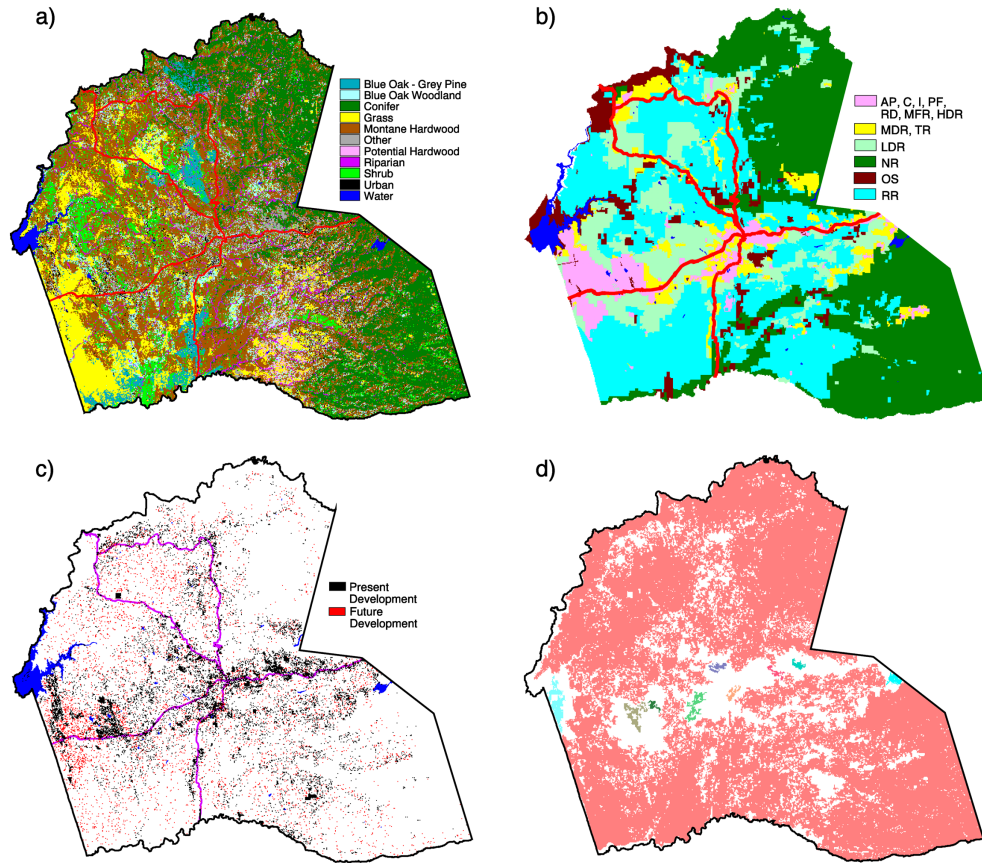 a)
Blue Oak - Grey Pine
Blue Oak Woodland
Conifer
Grass
Montane Hardwood
Other
Potential Hardwood
Riparian
Shrub
Urban
Water
b)
AP, C, I, PF,
RD, MFR, HDR
MDR, TR
LDR
NR
OS
RR
c)
Present
Development
Future
Development
d)